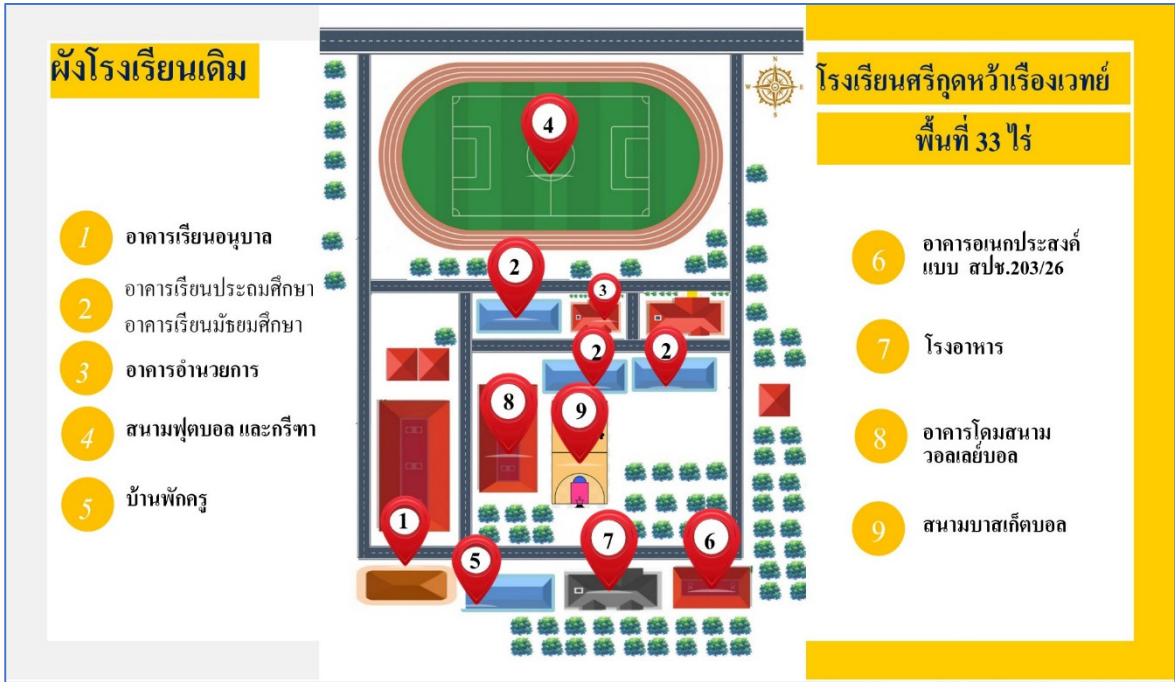 ผังโรงเรียนเดิม
1 อาคารเรียนอนุบาล
2 อาคารเรียนประถมศึกษา
อาคารเรียนมัธยมศึกษา
3 อาคารอำนวยการ
4 สนามฟุตบอล และกรีฑา
5 บ้านพักครู
N
W E
S
4
2
3
2
2
8
9
1
5
7
6
โรงเรียนศรีกุดหว้าเรืองเวทย์
พื้นที่ 33 ไร่
6 อาคารอเนกประสงค์
แบบ สปช.203/26
7 โรงอาหาร
8 อาคารโดมสนาม
วอลเลย์บอล
9 สนามบาสเก็ตบอล